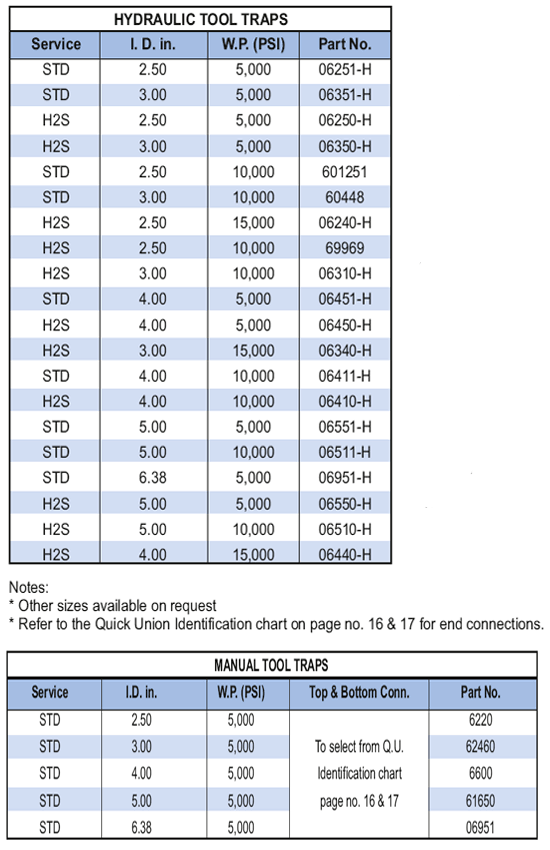 HYDRAULIC TOOL TRAPS
Service I. D. in. W.P. (PSI) Part No.
STD 2.50 5,000 06251-H
STD 3.00 5,000 06351-H
H2S 2.50 5,000 06250-H
H2S 3.00 5,000 06350-H
STD 2.50 10,000 601251
STD 3.00 10,000 60448
H2S 2.50 15,000 06240-H
H2S 2.50 10,000 69969
H2S 3.00 10,000 06310-H
STD 4.00 5,000 06451-H
H2S 4.00 5,000 06450-H
H2S 3.00 15,000 06340-H
STD 4.00 10,000 06411-H
H2S 4.00 10,000 06410-H
STD 5.00 5,000 06551-H
STD 5.00 10,000 06511-H
STD 6.38 5,000 06951-H
H2S 5.00 5,000 06550-H
H2S 5.00 10,000 06510-H
H2S 4.00 15,000 06440-H
Notes:
* Other sizes available on request
* Refer to the Quick Union Identification chart on page no. 16 & 17 for end connections.
MANUAL TOOL TRAPS
Service I.D. in. W.P. (PSI) Top & Bottom Conn. Part No.
STD 2.50 5,000 6220
STD 3.00 5,000 To select from Q.U. 62460
STD 4.00 5,000 Identification chart 6600
STD 5.00 5,000 page no. 16 & 17 61650
STD 6.38 5,000 06951